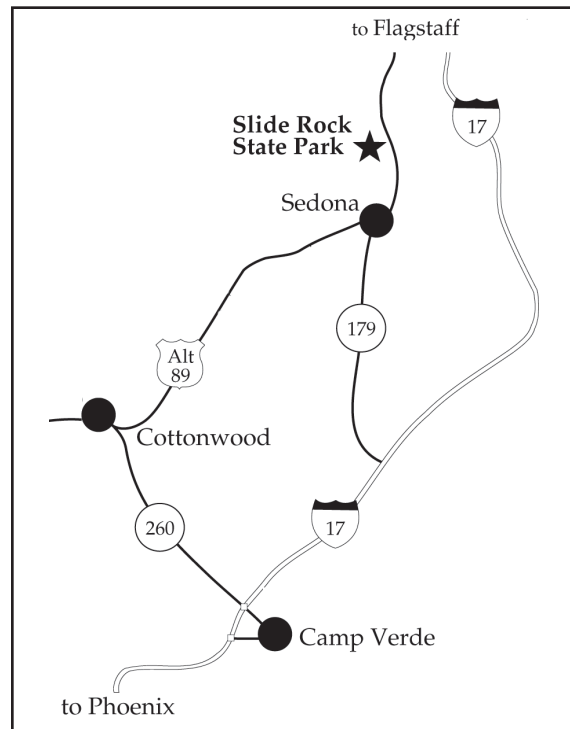 to Flagstaff
17
Slide Rock
State Park
Sedona
179
Alt
89
Cottonwood
17
260
Camp Verde
to Phoenix